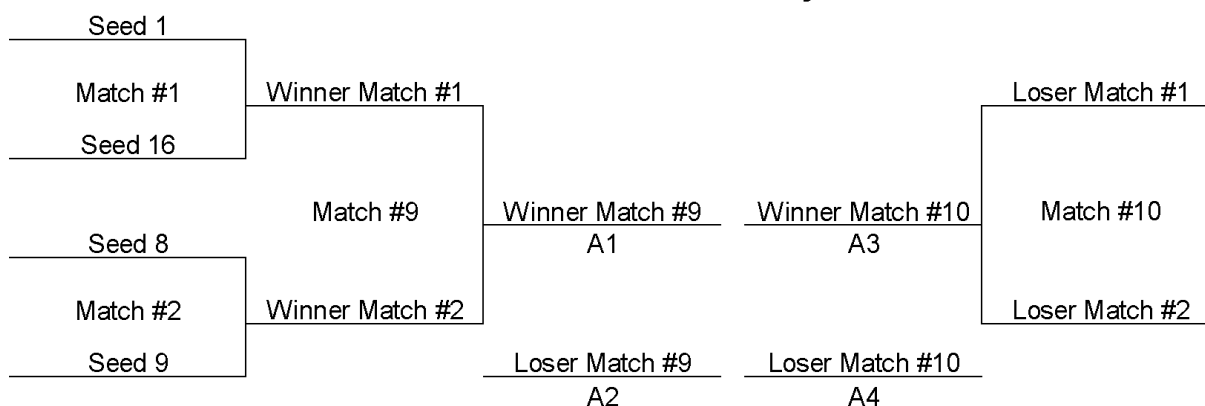 Seed 1
Match #1
Winner Match #1
Loser Match #1
Seed 16
Match #9
Winner Match #9
Winner Match #10
Match #10
A1
A3
Seed 8
Match #2
Winner Match #2
Loser Match #2
Seed 9
Loser Match #9
Loser Match #10
A2
A4